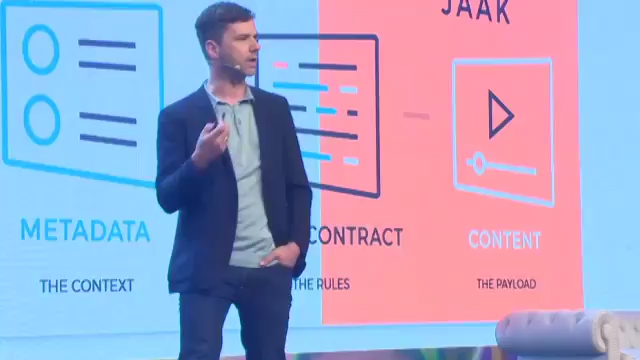 JAAK
METADATA
CONTRACT
CONTENT
THE CONTEXT
THE RULES
THE PAYLOAD